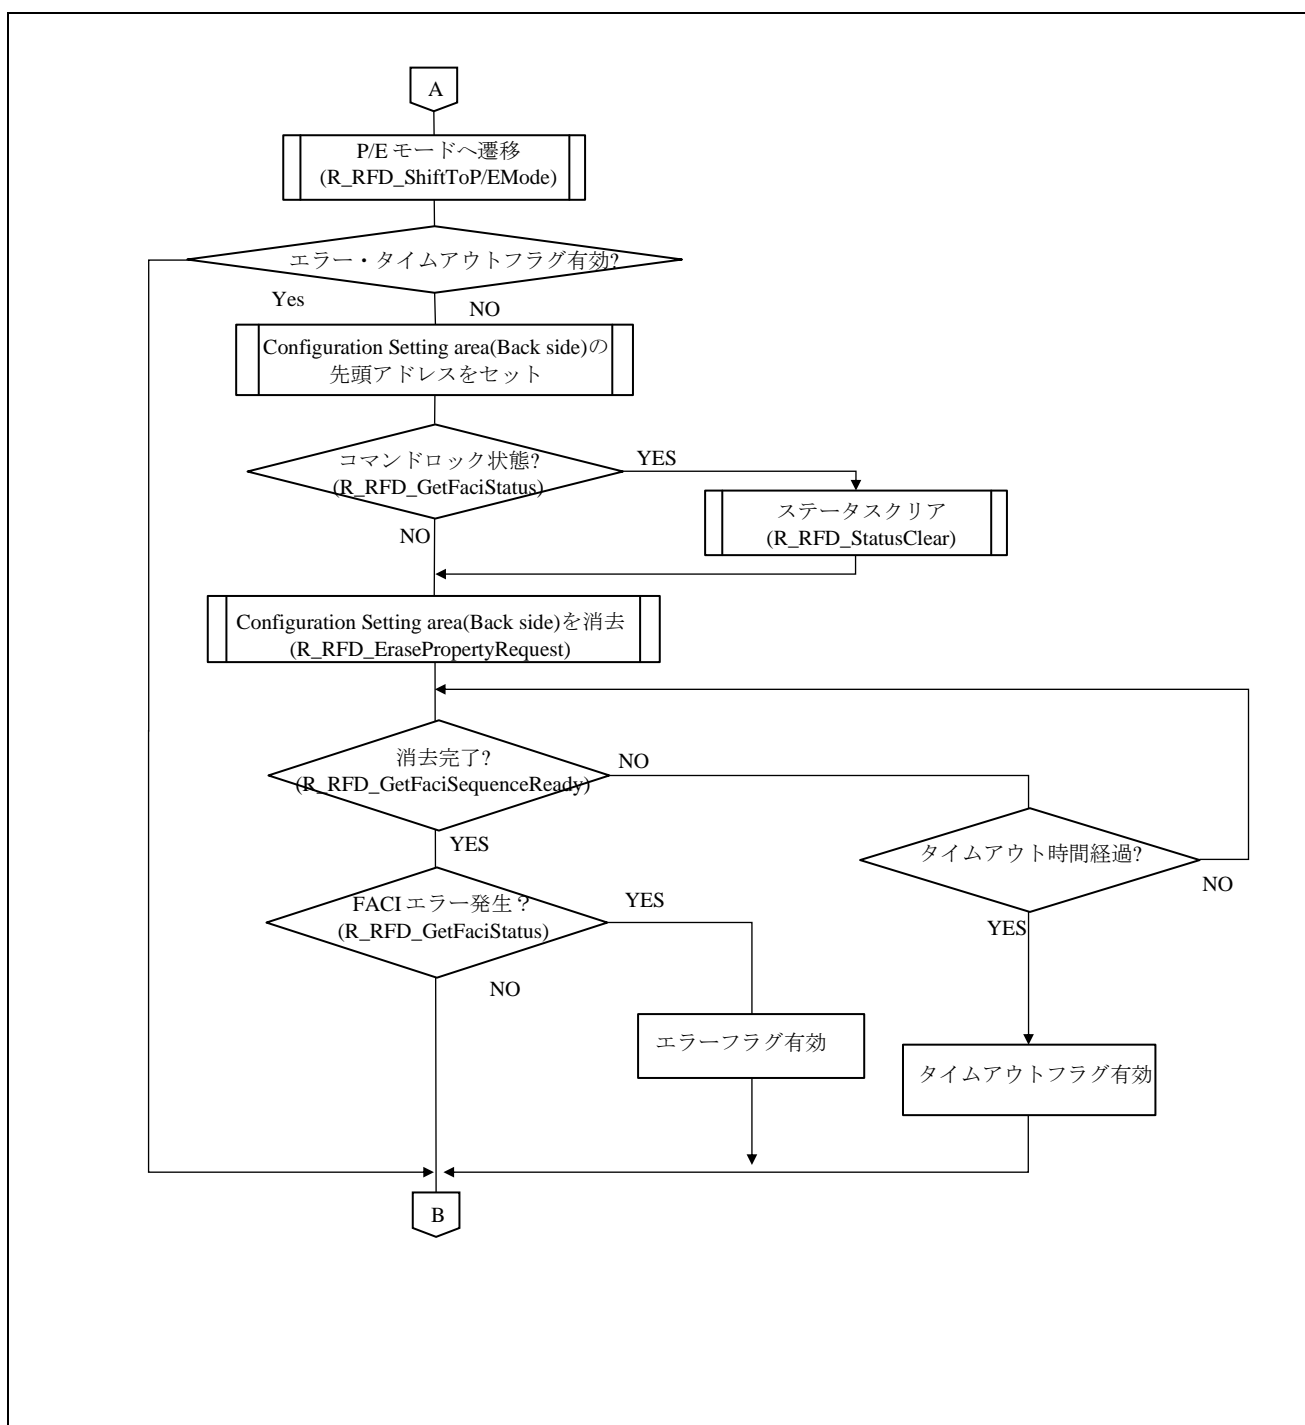 A
P/E モードへ遷移
(R_RFD_ShiftToP/EMode)
エラー・タイムアウトフラグ有効?
Yes
NO
Configuration Setting area(Back side)の
先頭アドレスをセット
コマンドロック状態?
(R_RFD_GetFaciStatus)
YES
NO
ステータスクリア
(R_RFD_StatusClear)
Configuration Setting area(Back side)を消去
(R_RFD_ErasePropertyRequest)
消去完了?
(R_RFD_GetFaciSequenceReady)
NO
YES
タイムアウト時間経過?
NO
YES
FACI エラー発生？
(R_RFD_GetFaciStatus)
YES
NO
エラーフラグ有効
タイムアウトフラグ有効
B